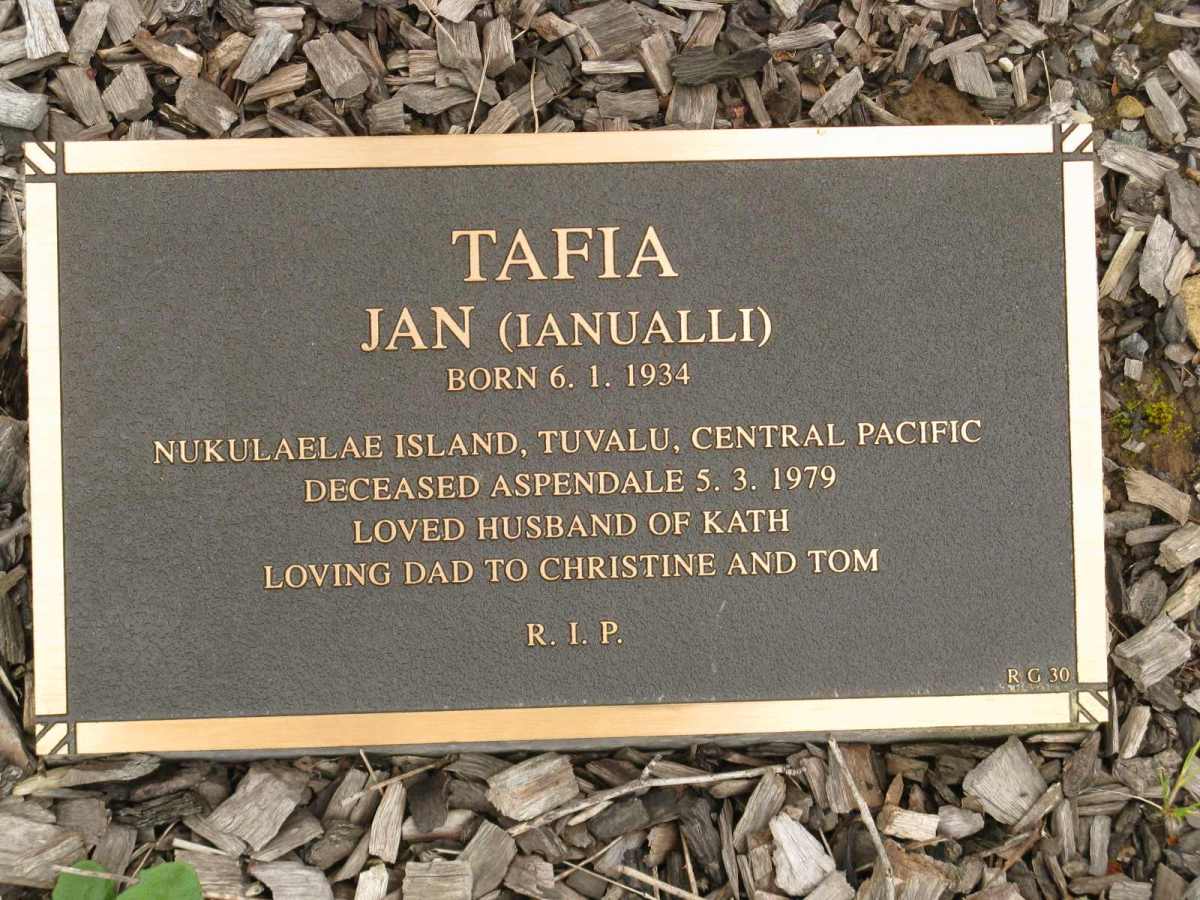 TAFIA
JAN (IANUALLI)
BORN 6. 1. 1934
NUKULAELAE ISLAND, TUVALU, CENTRAL PACIFIC
DECEASED ASPENDALE 5. 3. 1979
LOVED HUSBAND OF KATH
LOVING DAD TO CHRISTINE AND TOM
R. I. P.
R G 30